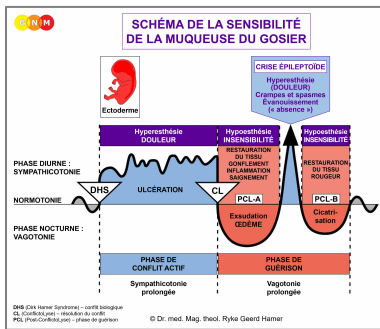 GNM
SCHÉMA DE LA SENSIBILITÉ
DE LA MUQUEUSE DU GOSIER
Ectoderme
CRISE ÉPILEPTOÏDE
Hyperesthésie
(DOULEUR)
Crampes et spasmes
Évanouissement
(« absence »)
Hyperesthésie
DOULEUR
Hypoesthésie
INSENSIBILITÉ
Hypoesthésie
INSENSIBILITÉ
PHASE DIURNE :
SYMPATHICOTONIE
RESTAURATION
DU TISSU
GONFLEMENT
INFLAMMATION
SAIGNEMENT
RESTAURATION
DU TISSU
ROUGEUR
DHS
ULCÉRATION
CL
NORMOTONIE
PCL-A
PCL-B
PHASE NOCTURNE :
VAGOTONIE
Exsudation
ŒDÈME
Cicatri-
sation
PHASE DE
CONFLIT ACTIF
PHASE DE
GUÉRISON
Sympathicotonie
prolongée
Vagotonie
prolongée
DHS (Dirk Hamer Syndrome) – conflit biologique
CL (ConflictoLyse) – résolution du conflit
PCL (Post-ConflictoLyse) – phase de guérison
© Dr. med. Mag. theol. Ryke Geerd Hamer